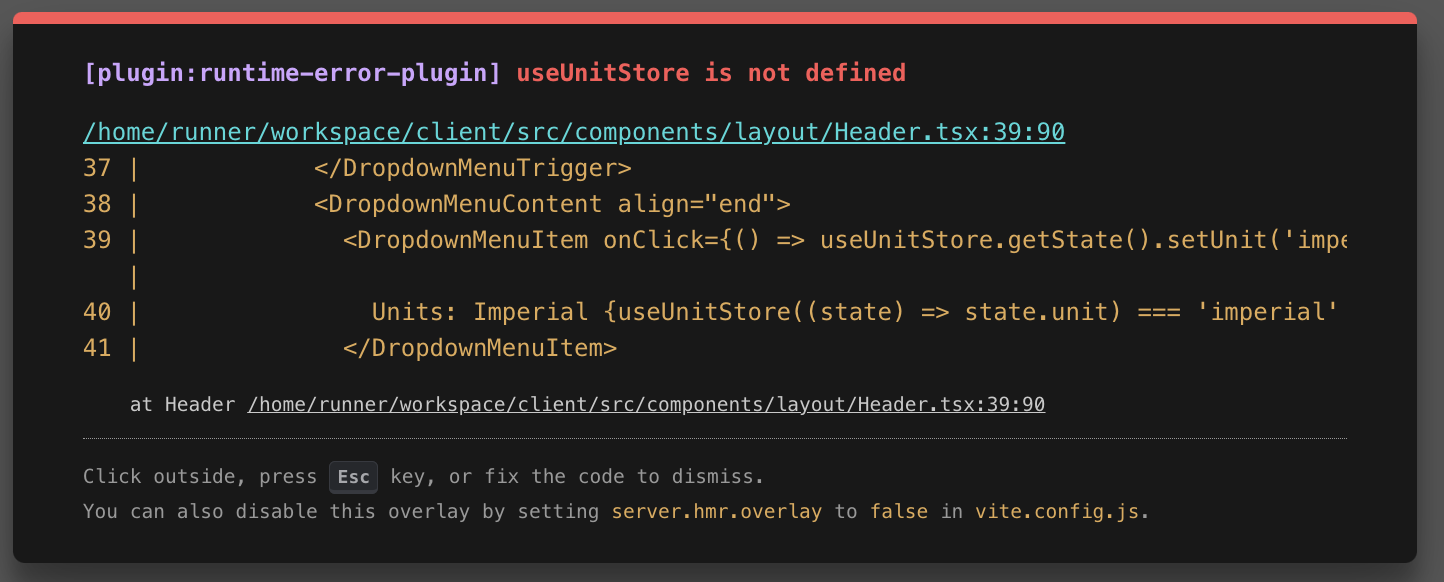 [plugin:runtime-error-plugin] useUnitStore is not defined
/home/runner/workspace/client/src/components/layout/Header.tsx:39:90
37 |            </DropdownMenuTrigger>
38 |            <DropdownMenuContent align="end">
39 |              <DropdownMenuItem onClick={() => useUnitStore.getState().setUnit('impe
|
40 |                Units: Imperial {useUnitStore((state) => state.unit) === 'imperial'
41 |              </DropdownMenuItem>
at Header /home/runner/workspace/client/src/components/layout/Header.tsx:39:90
Click outside, press Esc key, or fix the code to dismiss.
You can also disable this overlay by setting server.hmr.overlay to false in vite.config.js.